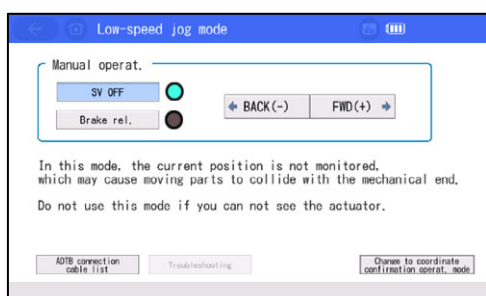 Low-speed jog mode
Manual operat.
SV OFF
BACK(-)
FWD(+)
Brake rel.
In this mode, the current position is not monitored,
which may cause moving parts to collide with the mechanical end.
Do not use this mode if you can not see the actuator.
ADTB connection
cable list
Troubleshooting
Change to coordinate
confirmation operat. mode